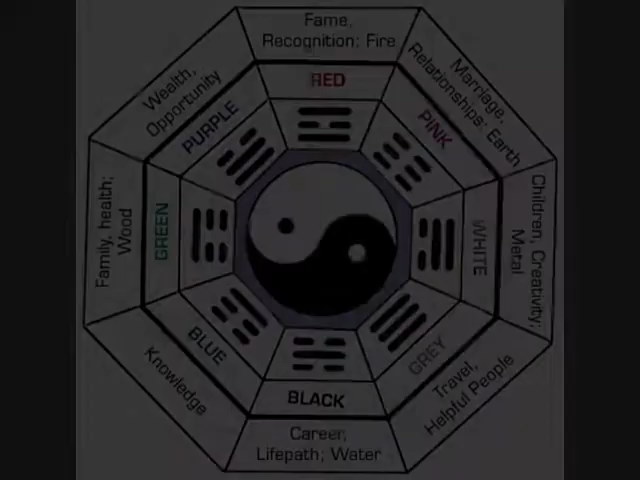 Fame,
Recognition; Fire
RED
Marriage,
Relationships; Earth
PINK
Children, Creativity;
Metal
WHITE
Travel,
Helpful People
GREY
Career,
Lifepath; Water
BLACK
Knowledge
BLUE
Family, health;
Wood
GREEN
Wealth,
Opportunity
PURPLE